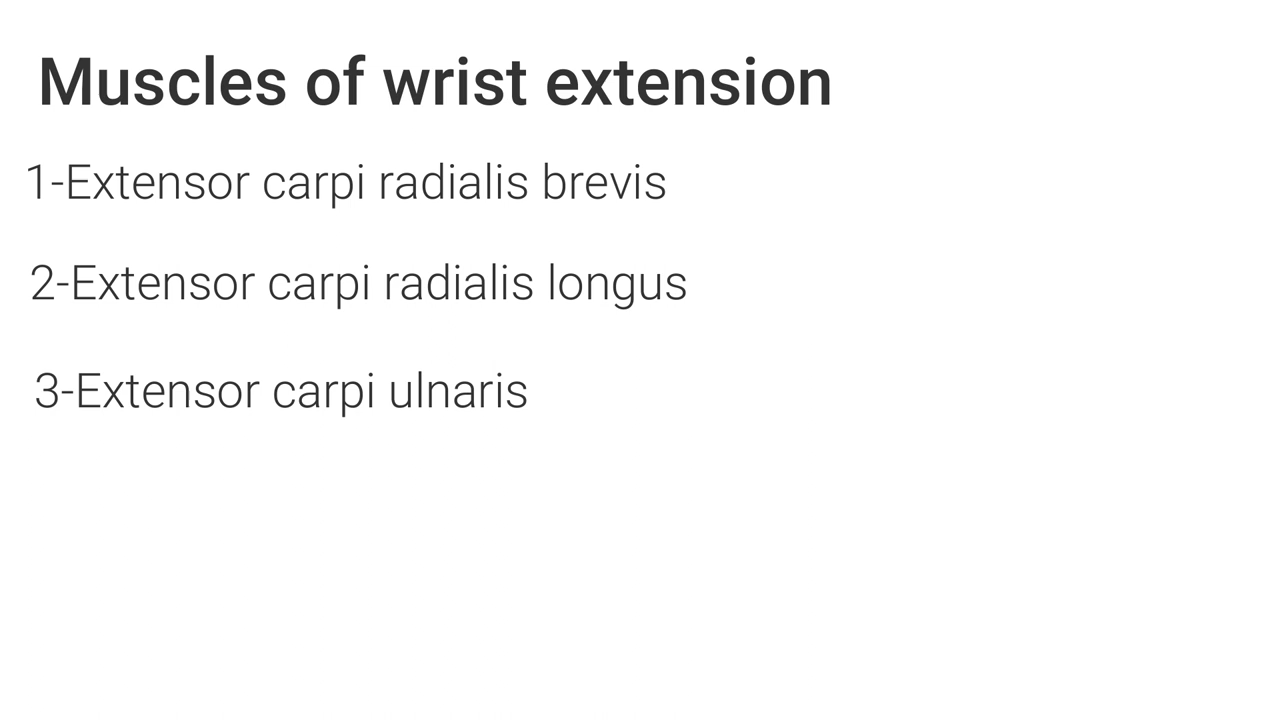 Muscles of wrist extension
1-Extensor carpi radialis brevis
2-Extensor carpi radialis longus
3-Extensor carpi ulnaris